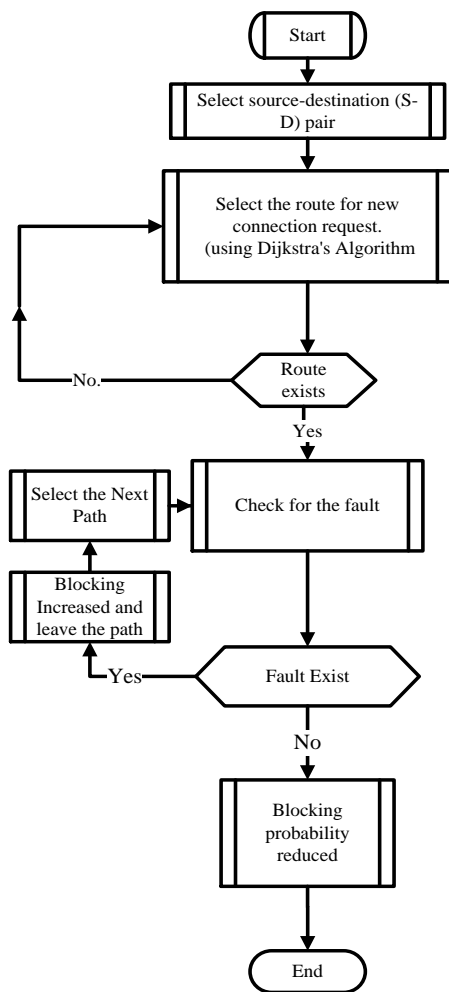 Start
Select source-destination (S-
D) pair
Select the route for new
connection request.
(using Dijkstra's Algorithm
Route
exists
No.
Yes
Select the Next
Path
Check for the fault
Blocking
Increased and
leave the path
Yes
Fault Exist
No
Blocking
probability
reduced
End